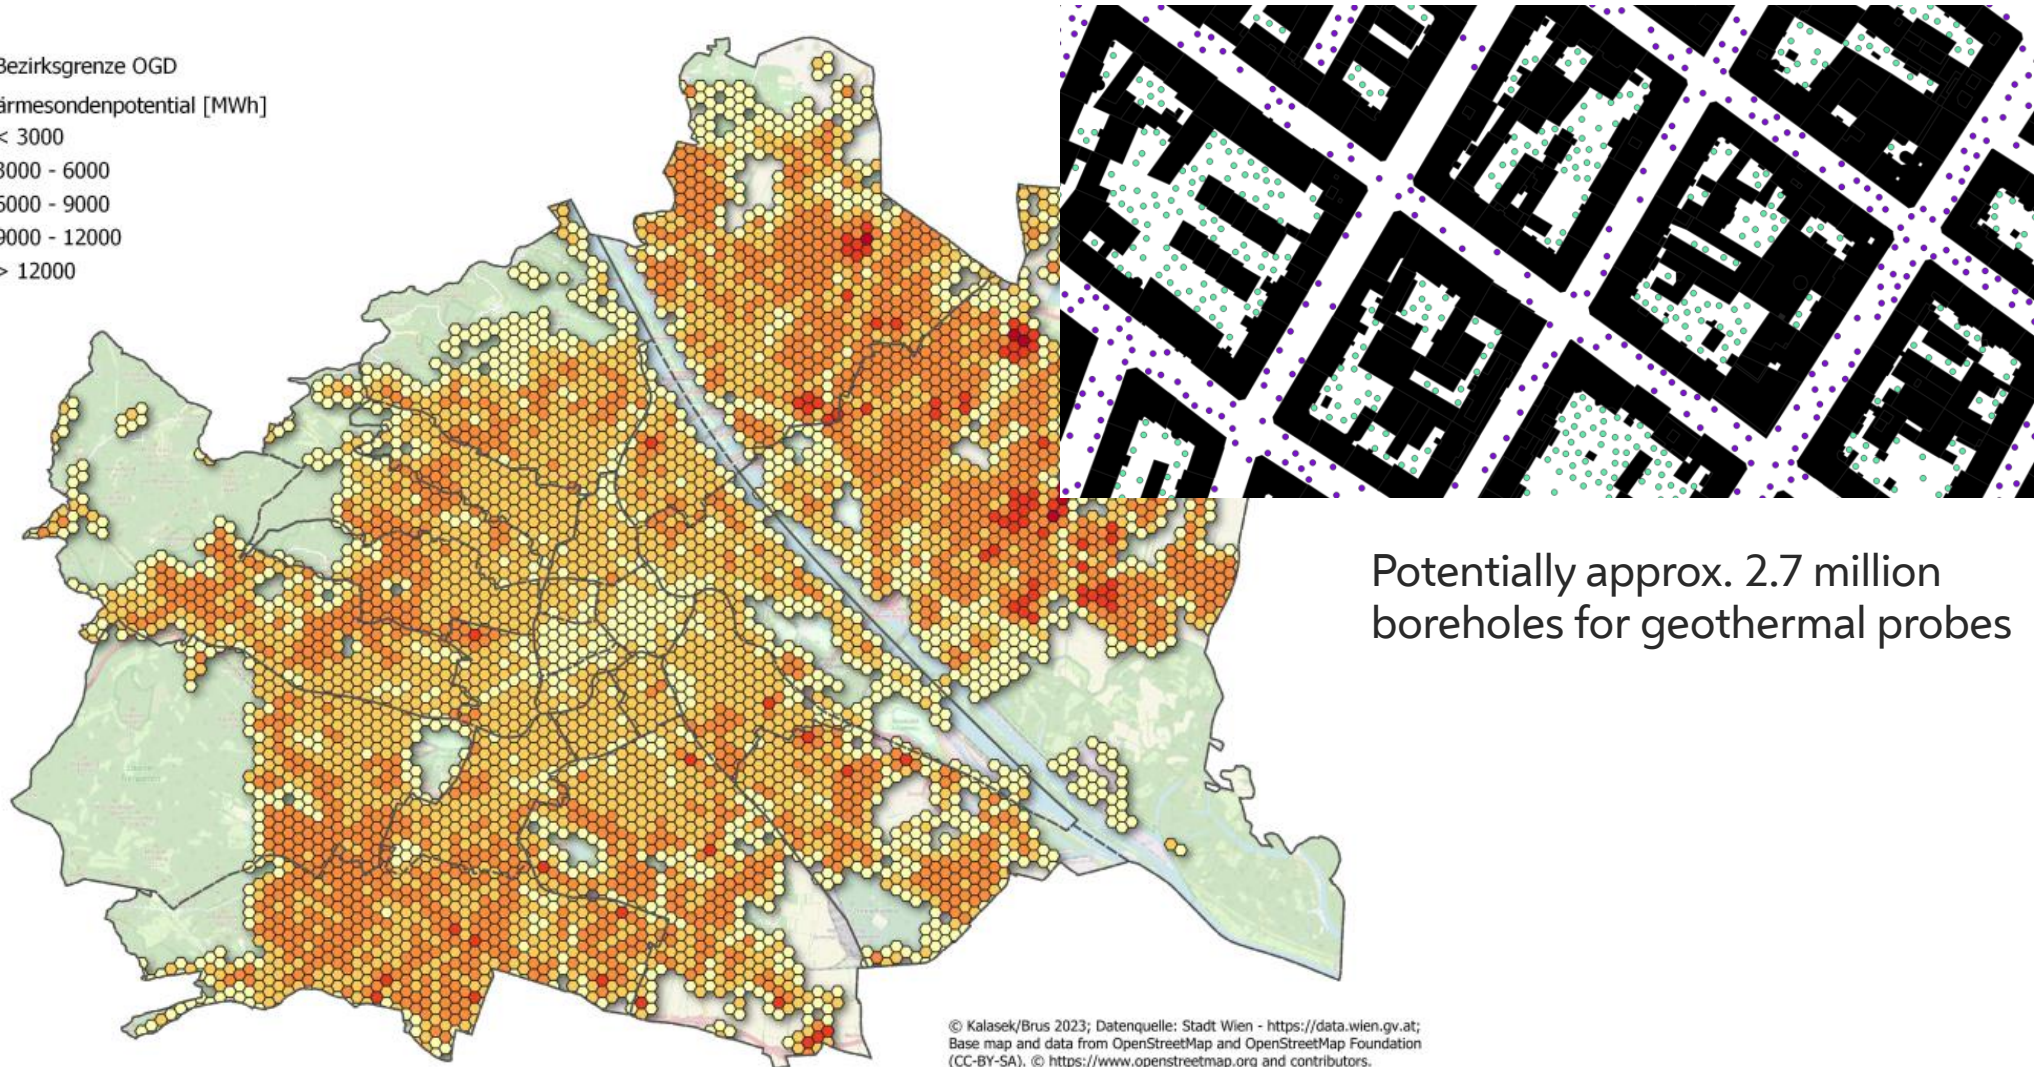 Bezirksgrenze OGD
ärmesondenpotential [MWh]
< 3000
3000 - 6000
6000 - 9000
9000 - 12000
> 12000
Potentially approx. 2.7 million
boreholes for geothermal probes
© Kalasek/Brus 2023; Datenquelle: Stadt Wien - https://data.wien.gv.at;
Base map and data from OpenStreetMap and OpenStreetMap Foundation
(CC-BY-SA). © https://www.openstreetmap.org and contributors.